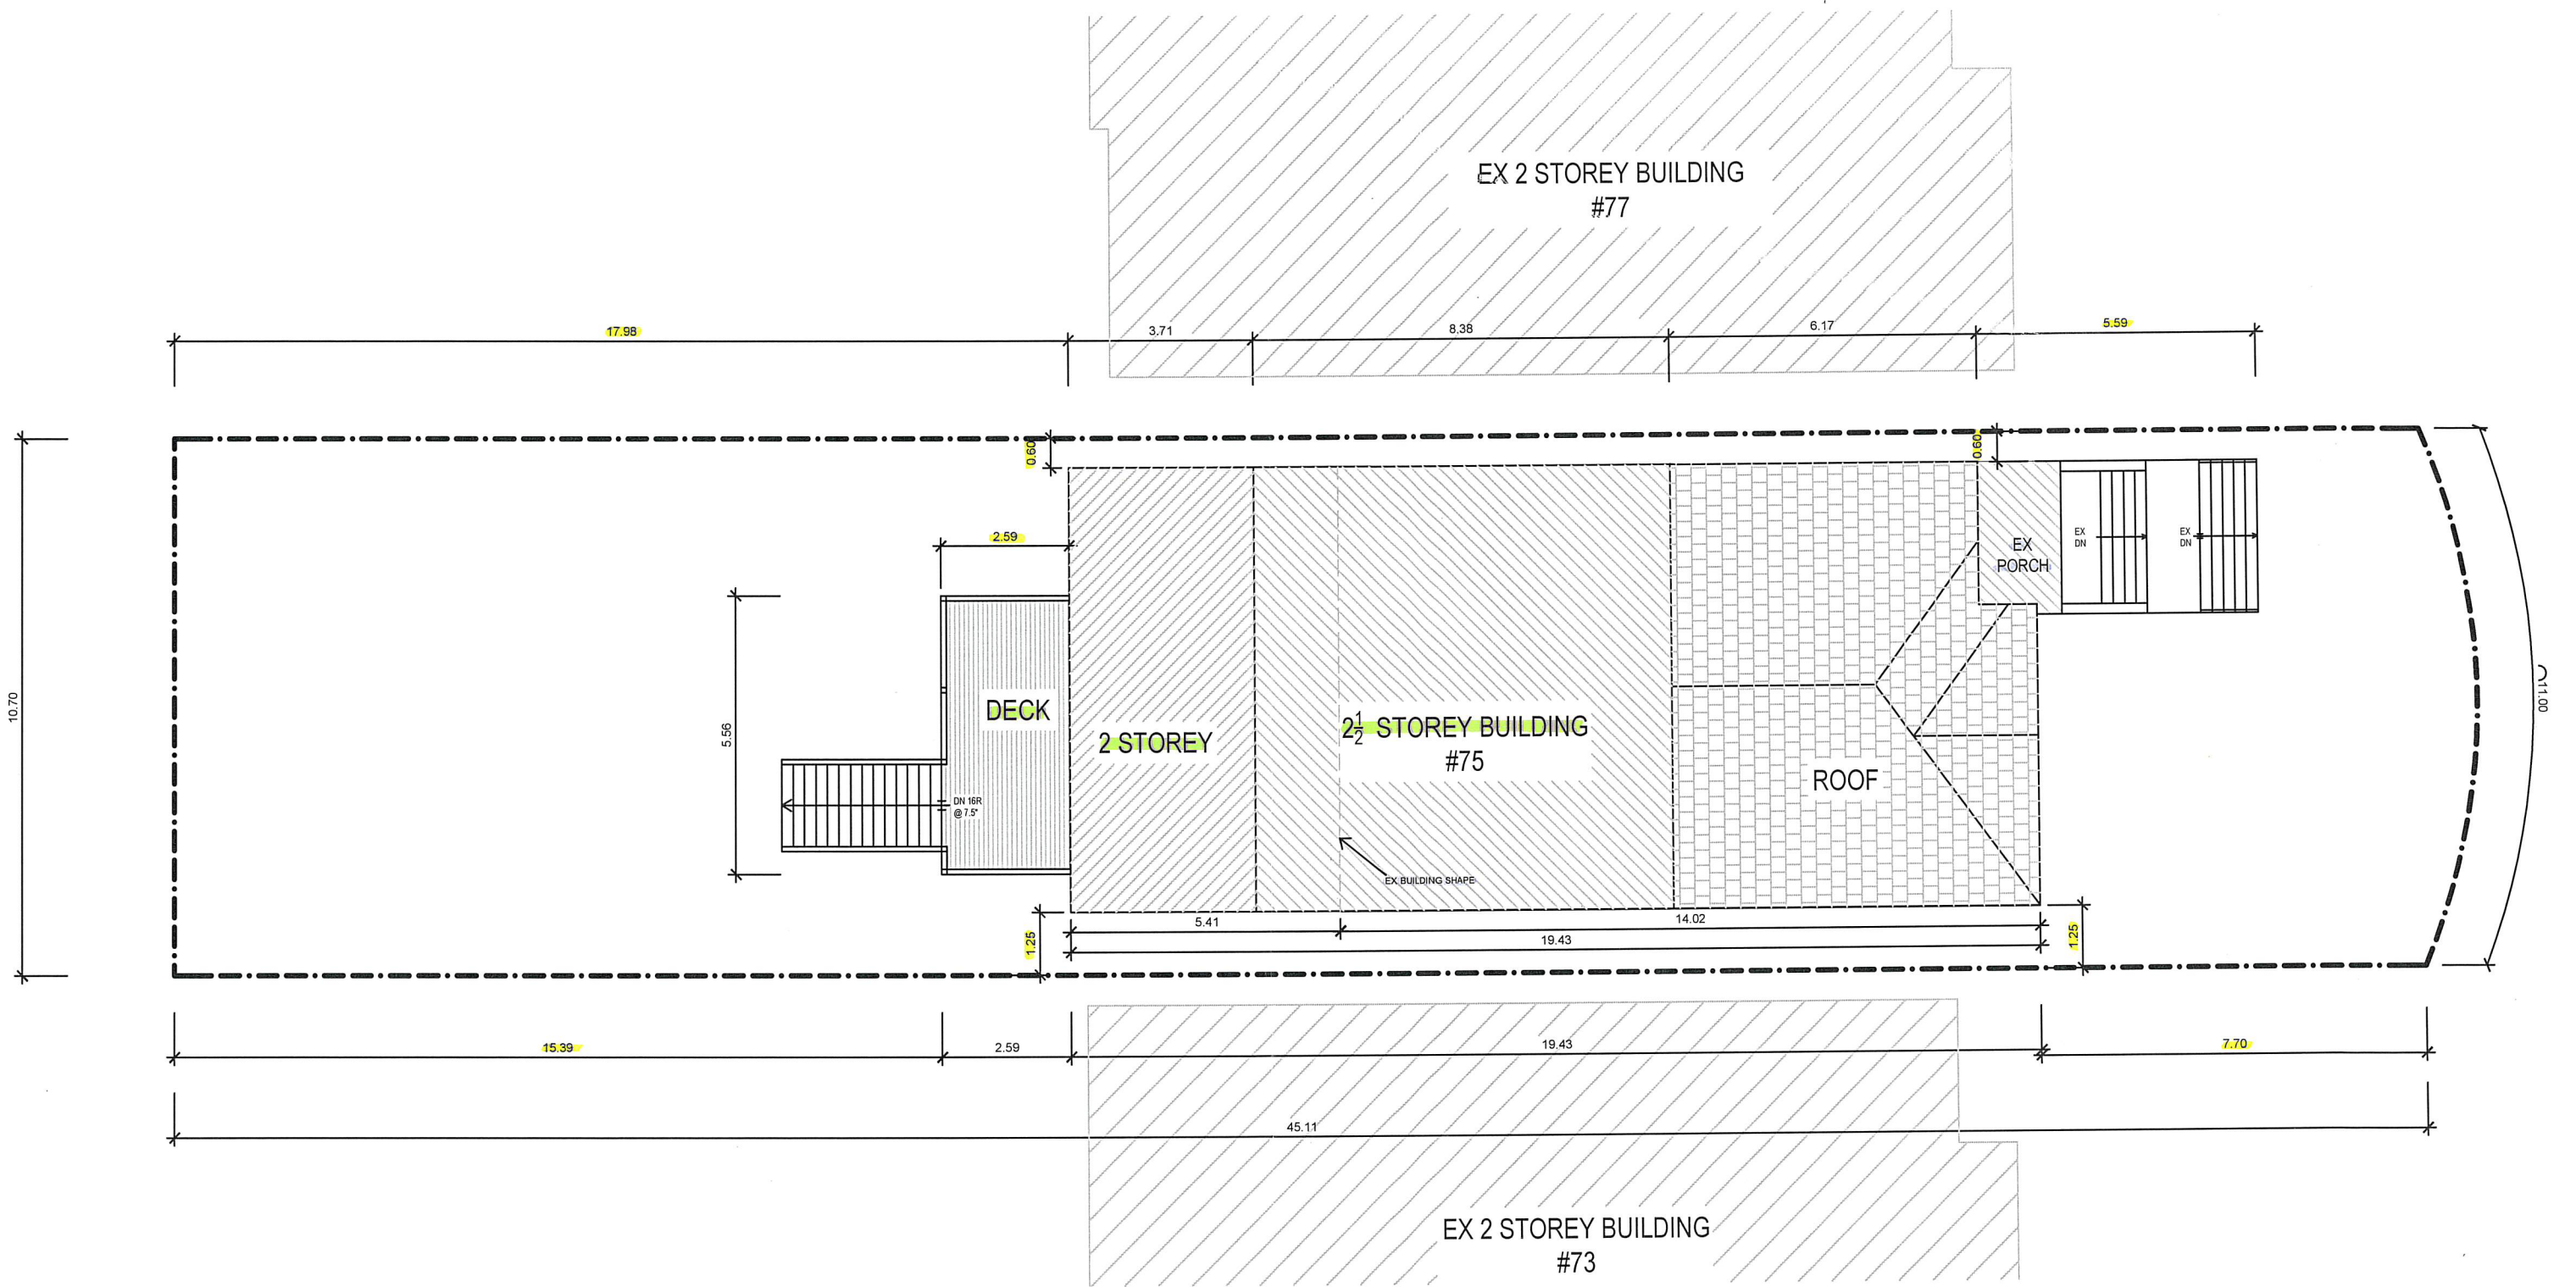 EX 2 STOREY BUILDING
#77
17.98
3.71
8.38
6.17
5.59
0.60
0.60
2.59
EX
PORCH
EX
DN
EX
DN
10.70
5.56
DECK
2 STOREY
2½ STOREY BUILDING
#75
ROOF
11.00
DN 16R
@ 7.5"
EX BUILDING SHAPE
5.41
14.02
1.25
19.43
1.25
15.39
2.59
19.43
7.70
45.11
EX 2 STOREY BUILDING
#73